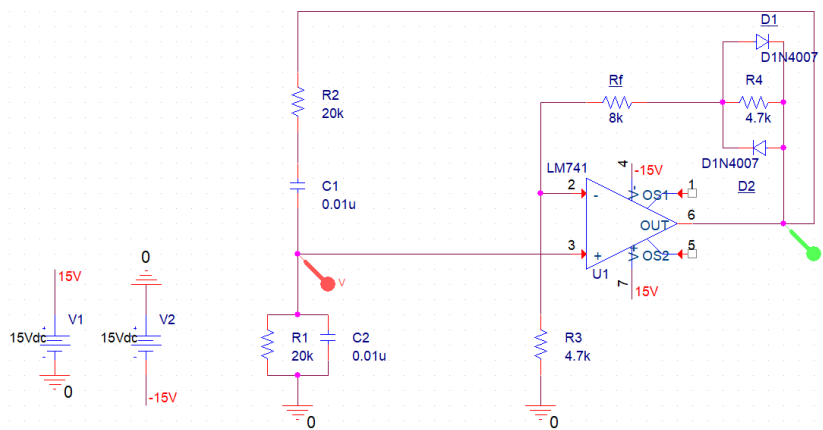 D1
D1N4007
Rf
8k
R4
4.7k
R2
20k
D1N4007
D2
LM741
4
-15V
V-
OS1
1
2
-
C1
0.01u
OUT
6
3
+
V+
OS2
5
U1
7
15V
V
0
15V
V1
15Vdc
-
0
V2
15Vdc
-
-15V
R1
20k
C2
0.01u
0
R3
4.7k
0